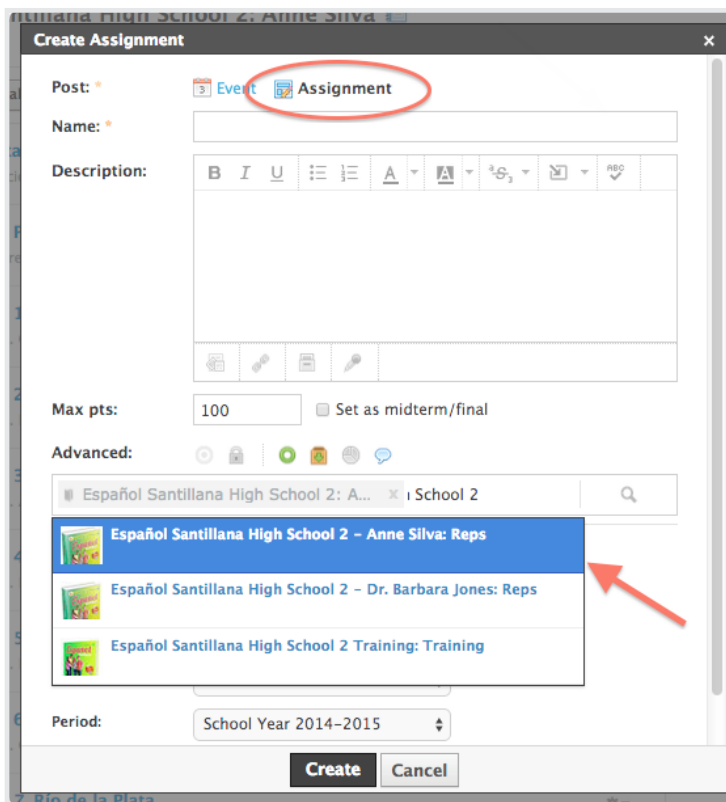 ntillana High School 2: Anne Silva
Create Assignment ×
Post: * 3 Event Assignment
Name: *
Description: B I U A A ABC
Max pts: 100 Set as midterm/final
Advanced:
Español Santillana High School 2: A... x School 2
Español Santillana High School 2 – Anne Silva: Reps
Español Santillana High School 2 – Dr. Barbara Jones: Reps
Español Santillana High School 2 Training: Training
Period: School Year 2014–2015
Create Cancel
7. Río de la Plata